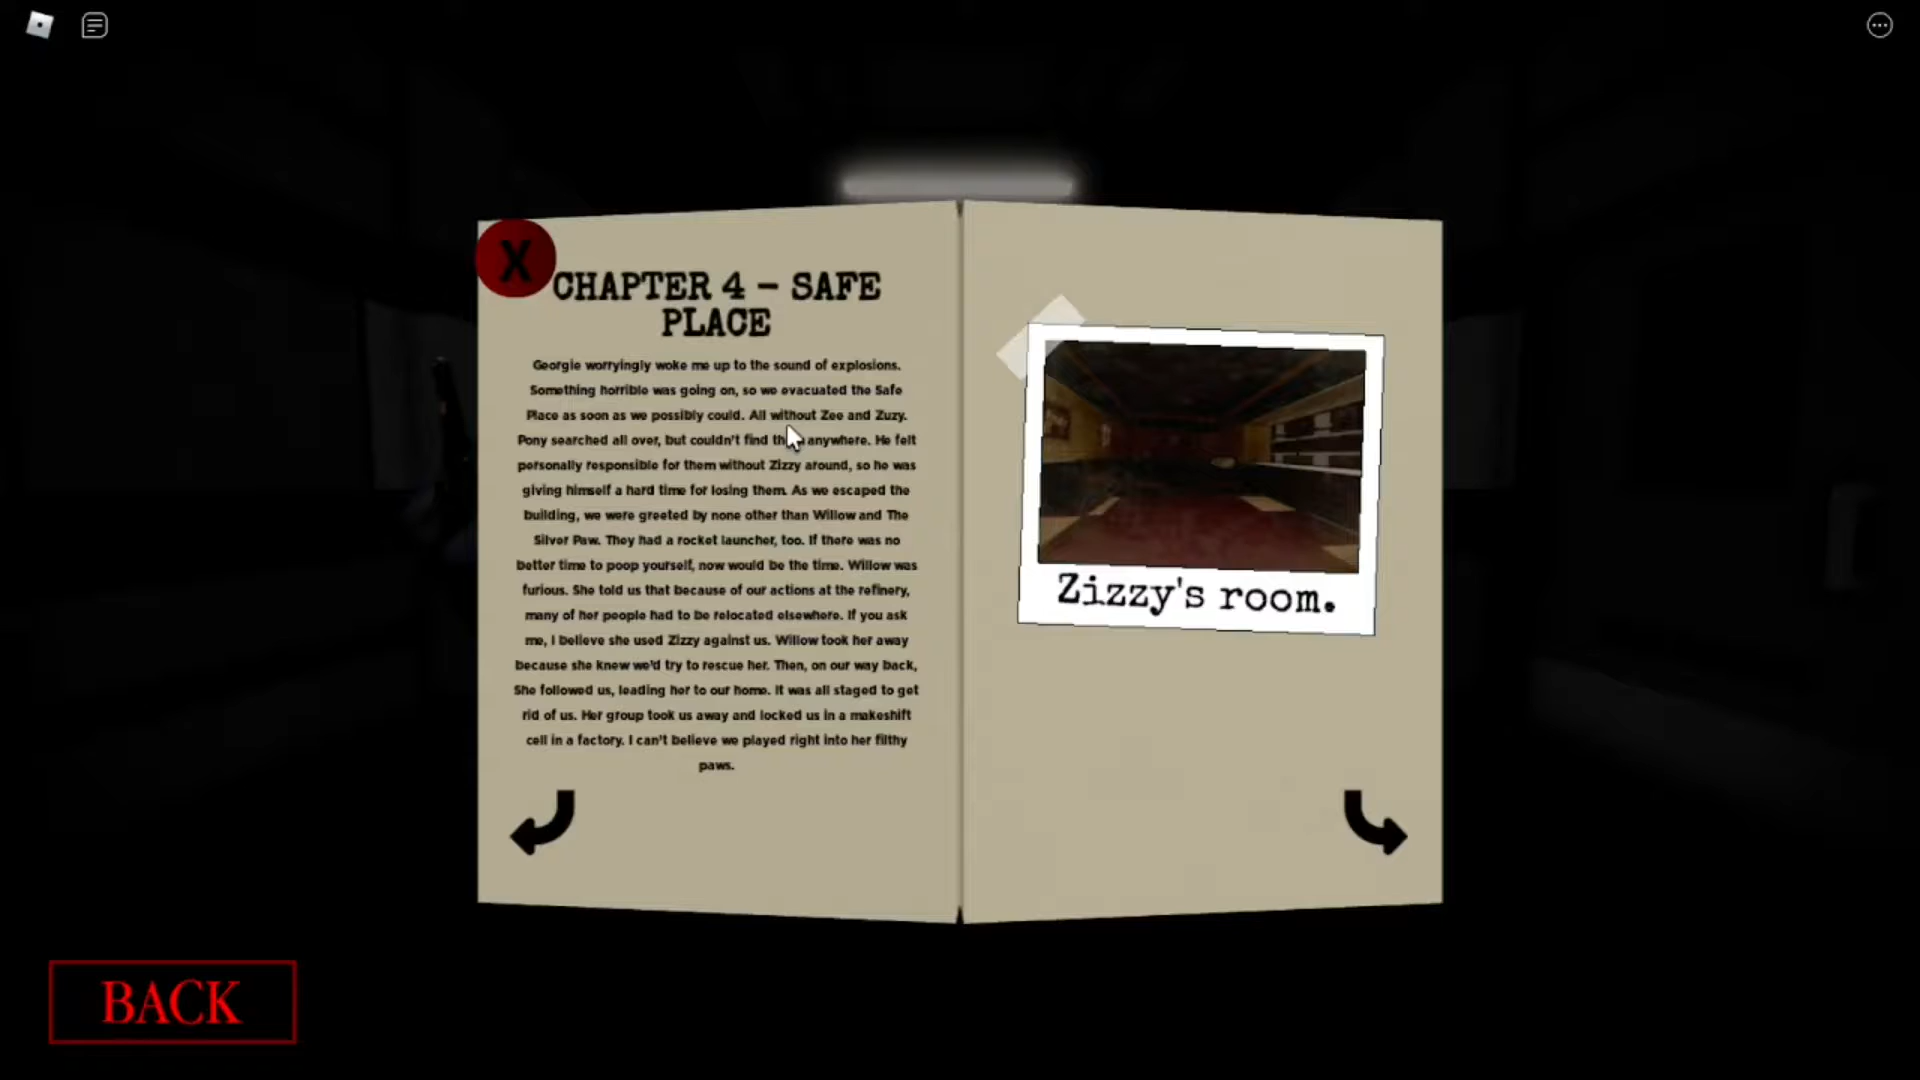 X
CHAPTER 4 - SAFE
PLACE
Georgie worryingly woke me up to the sound of explosions.
Something horrible was going on, so we evacuated the Safe
Place as soon as we possibly could. All without Zee and Zuzy.
Pony searched all over, but couldn't find th anywhere. He felt
personally responsible for them without Zizzy around, so he was
giving himself a hard time for losing them. As we escaped the
building, we were greeted by none other than Willow and The
Silver Paw. They had a rocket launcher, too. If there was no
better time to poop yourself, now would be the time. Willow was
furious. She told us that because of our actions at the refinery,
many of her people had to be relocated elsewhere. If you ask
me, I believe she used Zizzy against us. Willow took her away
because she knew we'd try to rescue her. Then, on our way back,
She followed us, leading her to our home. It was all staged to get
rid of us. Her group took us away and locked us in a makeshift
cell in a factory. I can't believe we played right into her filthy
paws.
Zizzy's room.
BACK